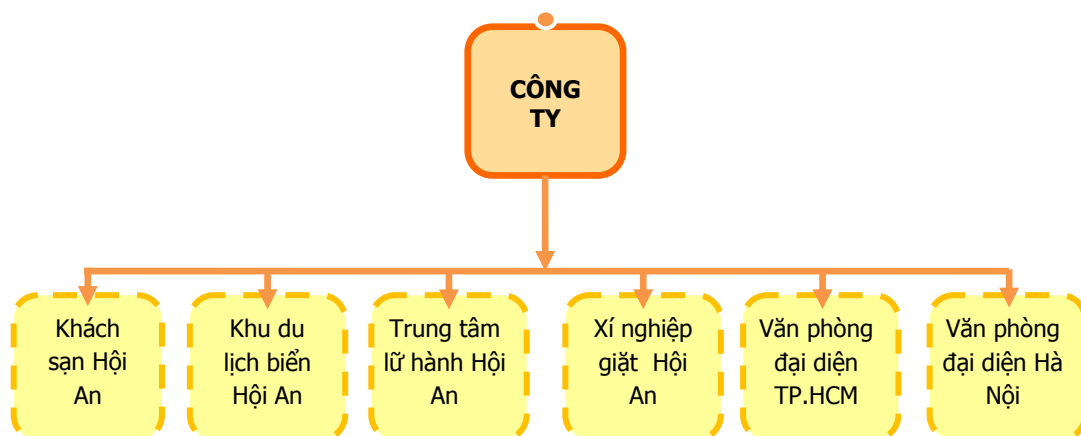 CÔNG
TY
Khách
sạn Hội
An
Khu du
lịch biển
Hội An
Trung tâm
lữ hành Hội
An
Xí nghiệp
giặt  Hội
An
Văn phòng
đại diện
TP.HCM
Văn phòng
đại diện Hà
Nội